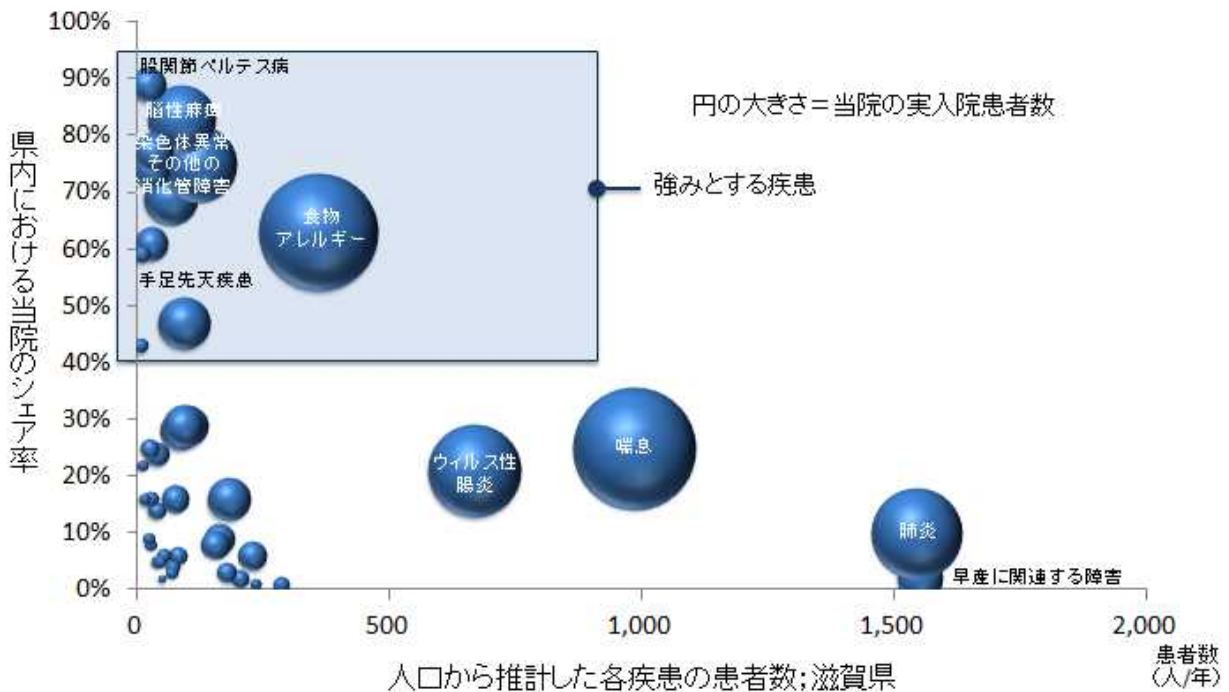 100%
90%
80%
70%
60%
50%
40%
30%
20%
10%
0%
県内における当院のシェア率
股関節ペルテス病
脳性麻痺
染色体異常
その他の
消化管障害
食物
アレルギー
手足先天疾患
円の大きさ＝当院の実入院患者数
強みとする疾患
ウィルス性
腸炎
喘息
肺炎
早産に関連する障害
0
500
1,000
1,500
2,000
人口から推計した各疾患の患者数；滋賀県
患者数
(人/年)